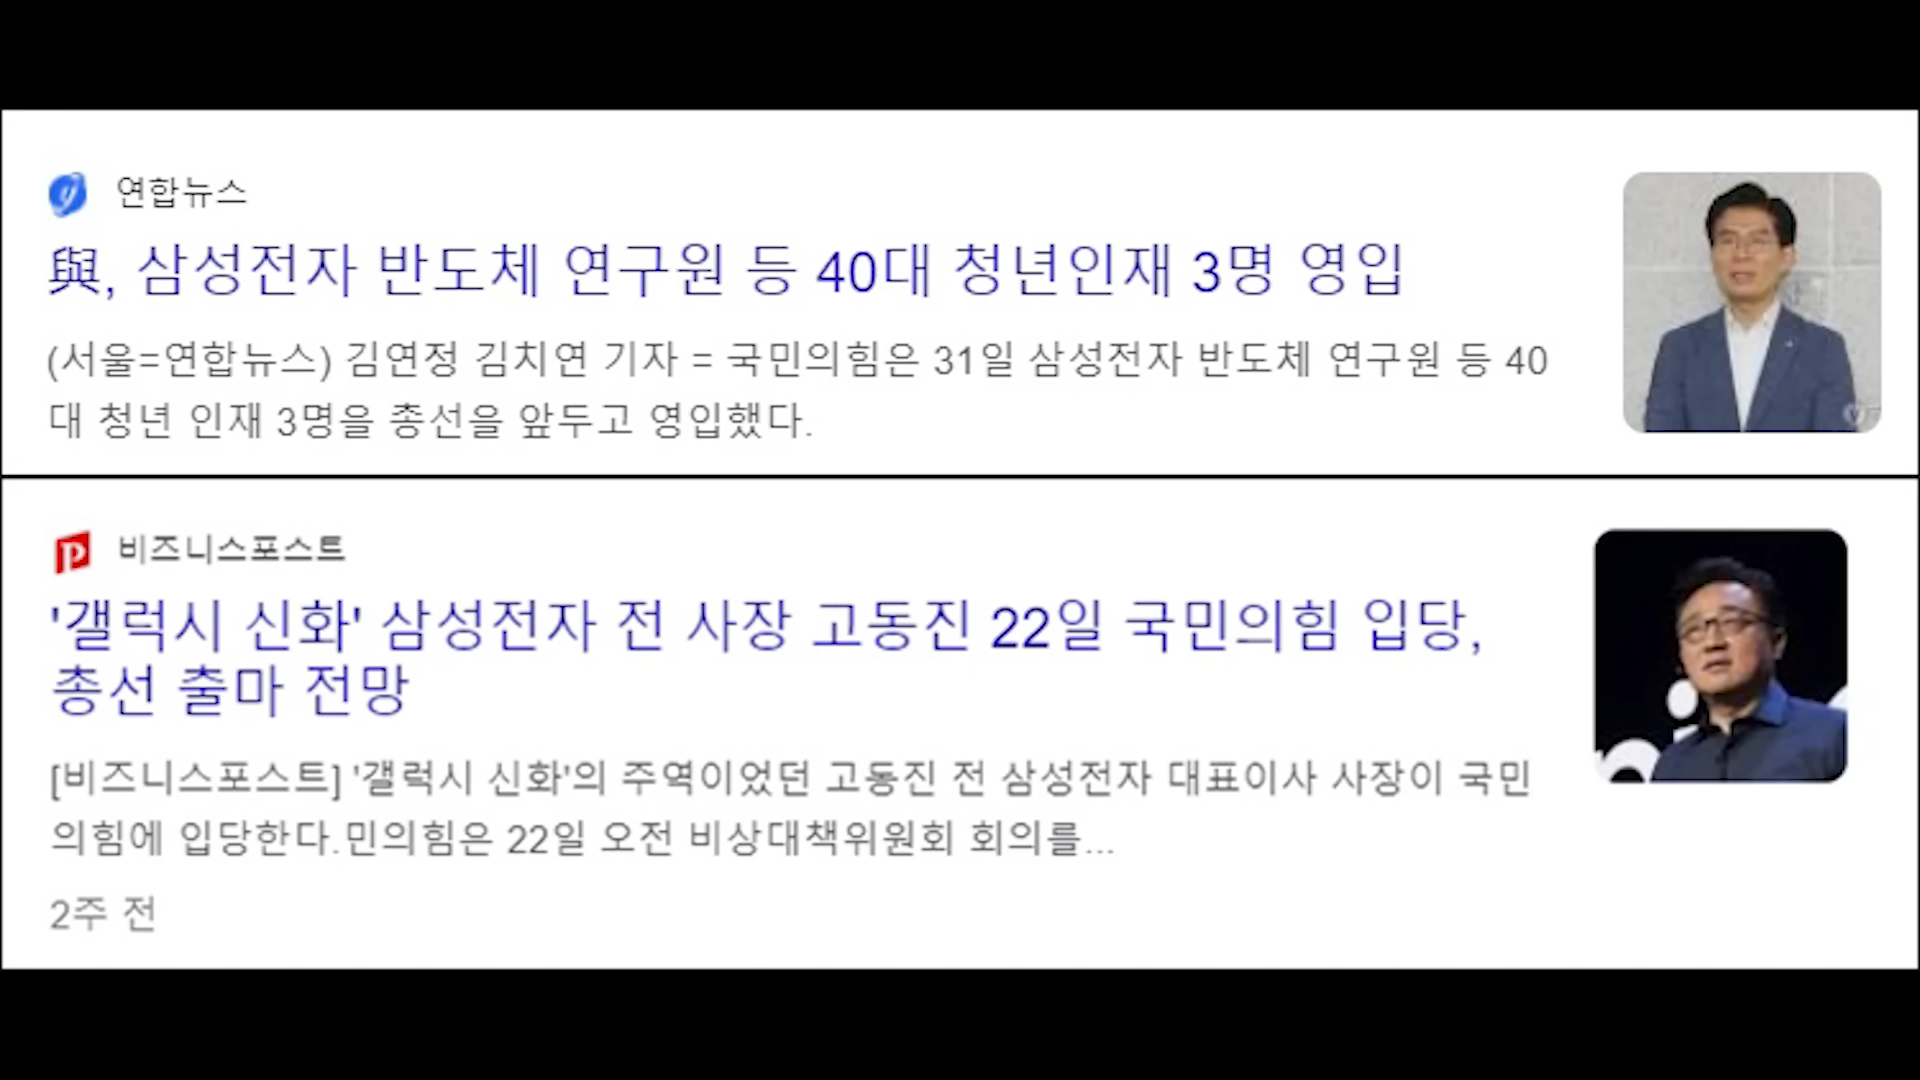 연합뉴스
與, 삼성전자 반도체 연구원 등 40대 청년인재 3명 영입
(서울=연합뉴스) 김연정 김치연 기자 = 국민의힘은 31일 삼성전자 반도체 연구원 등 40
대 청년 인재 3명을 총선을 앞두고 영입했다.
비즈니스포스트
'갤럭시 신화' 삼성전자 전 사장 고동진 22일 국민의힘 입당,
총선 출마 전망
[비즈니스포스트] '갤럭시 신화'의 주역이었던 고동진 전 삼성전자 대표이사 사장이 국민
의힘에 입당한다.민의힘은 22일 오전 비상대책위원회 회의를...
2주 전